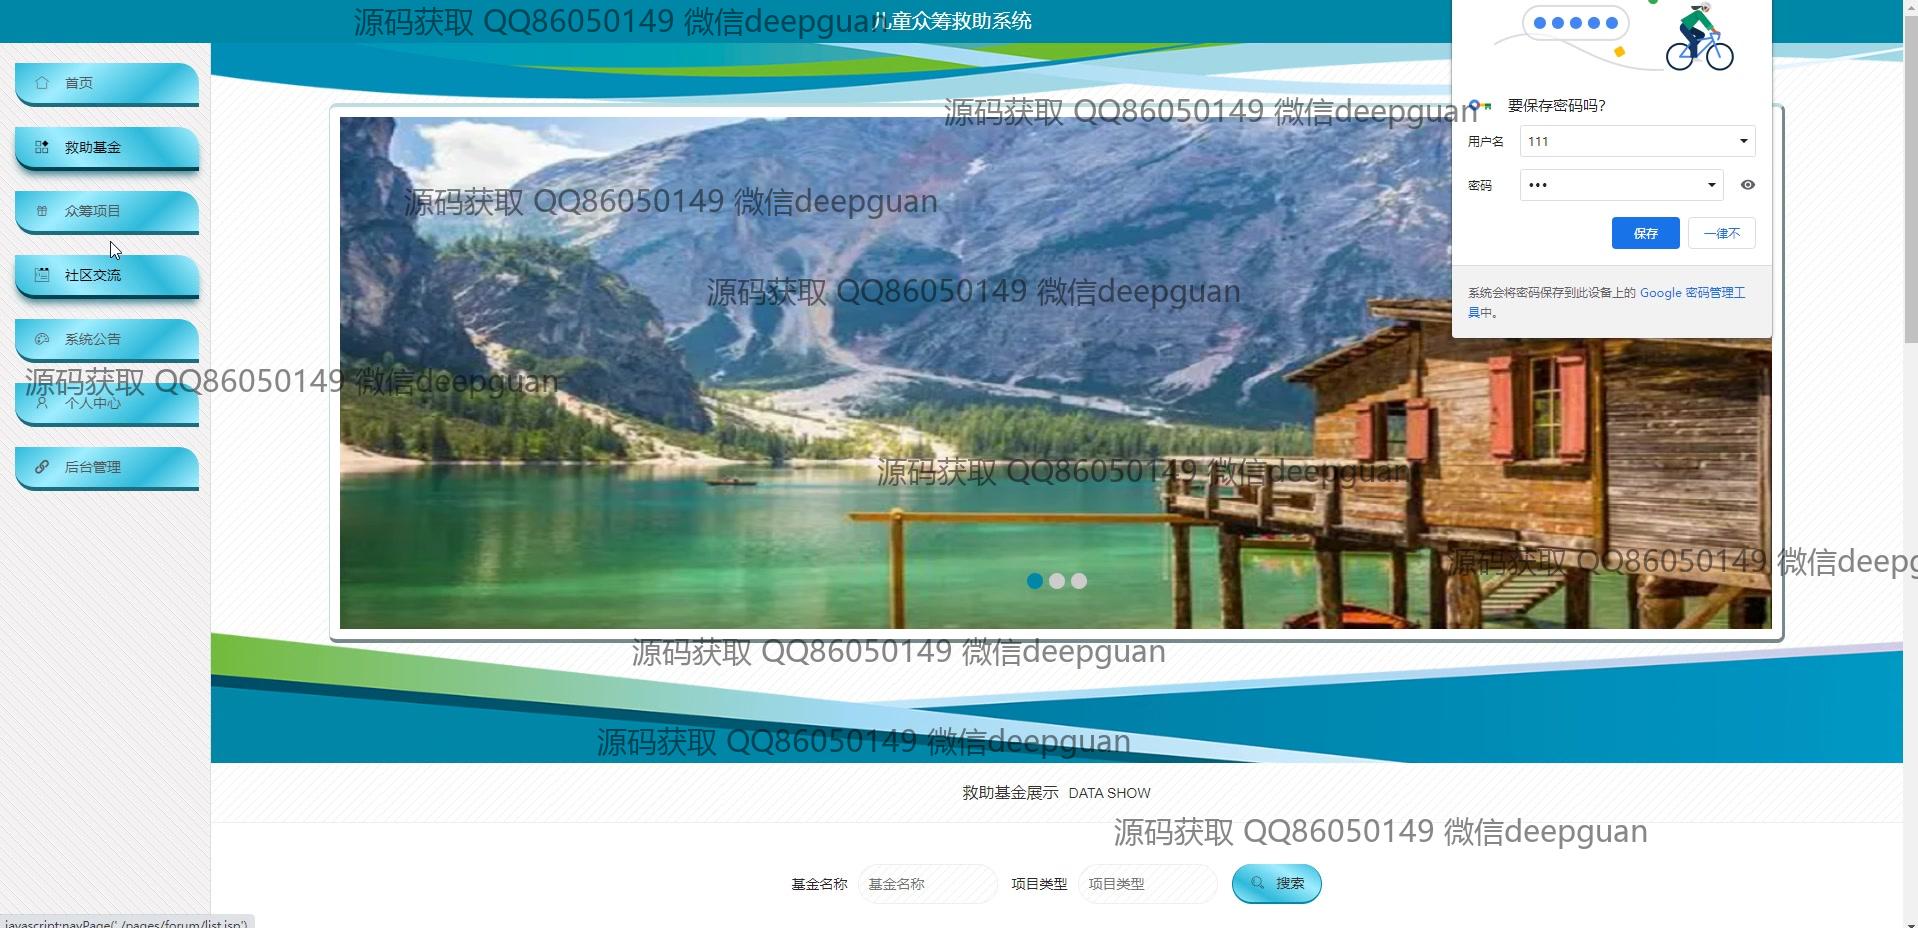 源码获取 QQ86050149 微信deepguan
儿童众筹救助系统
首页
救助基金
众筹项目
社区交流
系统公告
个人中心
后台管理
源码获取 QQ86050149 微信deepguan
要保存密码吗?
用户名
111
密码
•••
保存
一律不
系统会将密码保存到此设备上的 Google 密码管理工
具中。
源码获取 QQ86050149 微信deepguan
源码获取 QQ86050149 微信deepguan
源码获取 QQ86050149 微信deepguan
源码获取 QQ86050149 微信deepguan
源码获取 QQ86050149 微信deepg
源码获取 QQ86050149 微信deepguan
源码获取 QQ86050149 微信deepguan
救助基金展示 DATA SHOW
源码获取 QQ86050149 微信deepguan
基金名称
基金名称
项目类型
项目类型
搜索
javascript:navPage('./pages/forum/list.jsp')